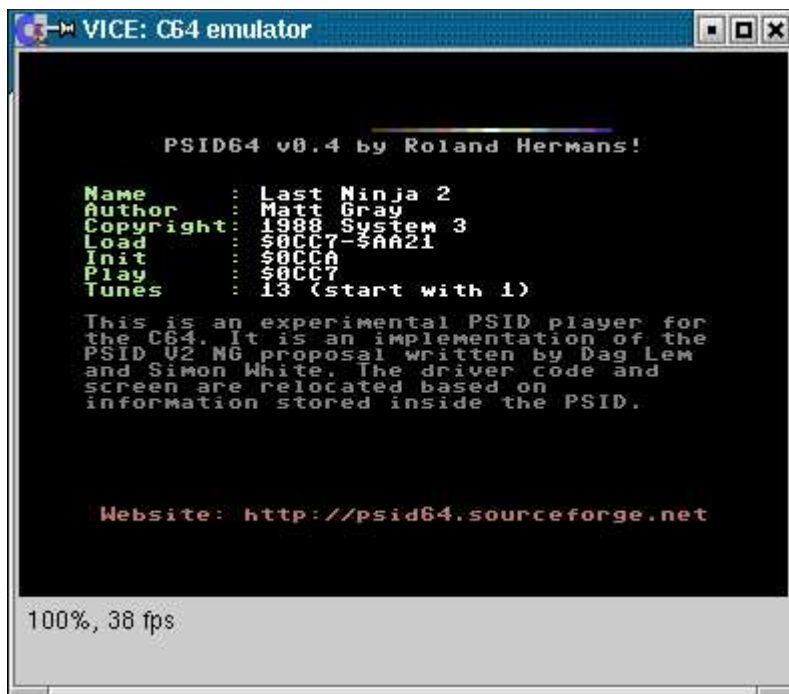 VICE: C64 emulator
PSID64 v0.4 by Roland Hermans!
Name : Last Ninja 2
Author : Matt Gray
Copyright: 1988 System 3
Load : $0CC7-$AA21
Init : $0CCA
Play : $0CC7
Tunes : 13 (start with 1)
This is an experimental PSID player for
the C64. It is an implementation of the
PSID V2 NG proposal written by Dag Lem
and Simon White. The driver code and
screen are relocated based on
information stored inside the PSID.
Website: http://psid64.sourceforge.net
100%, 38 fps